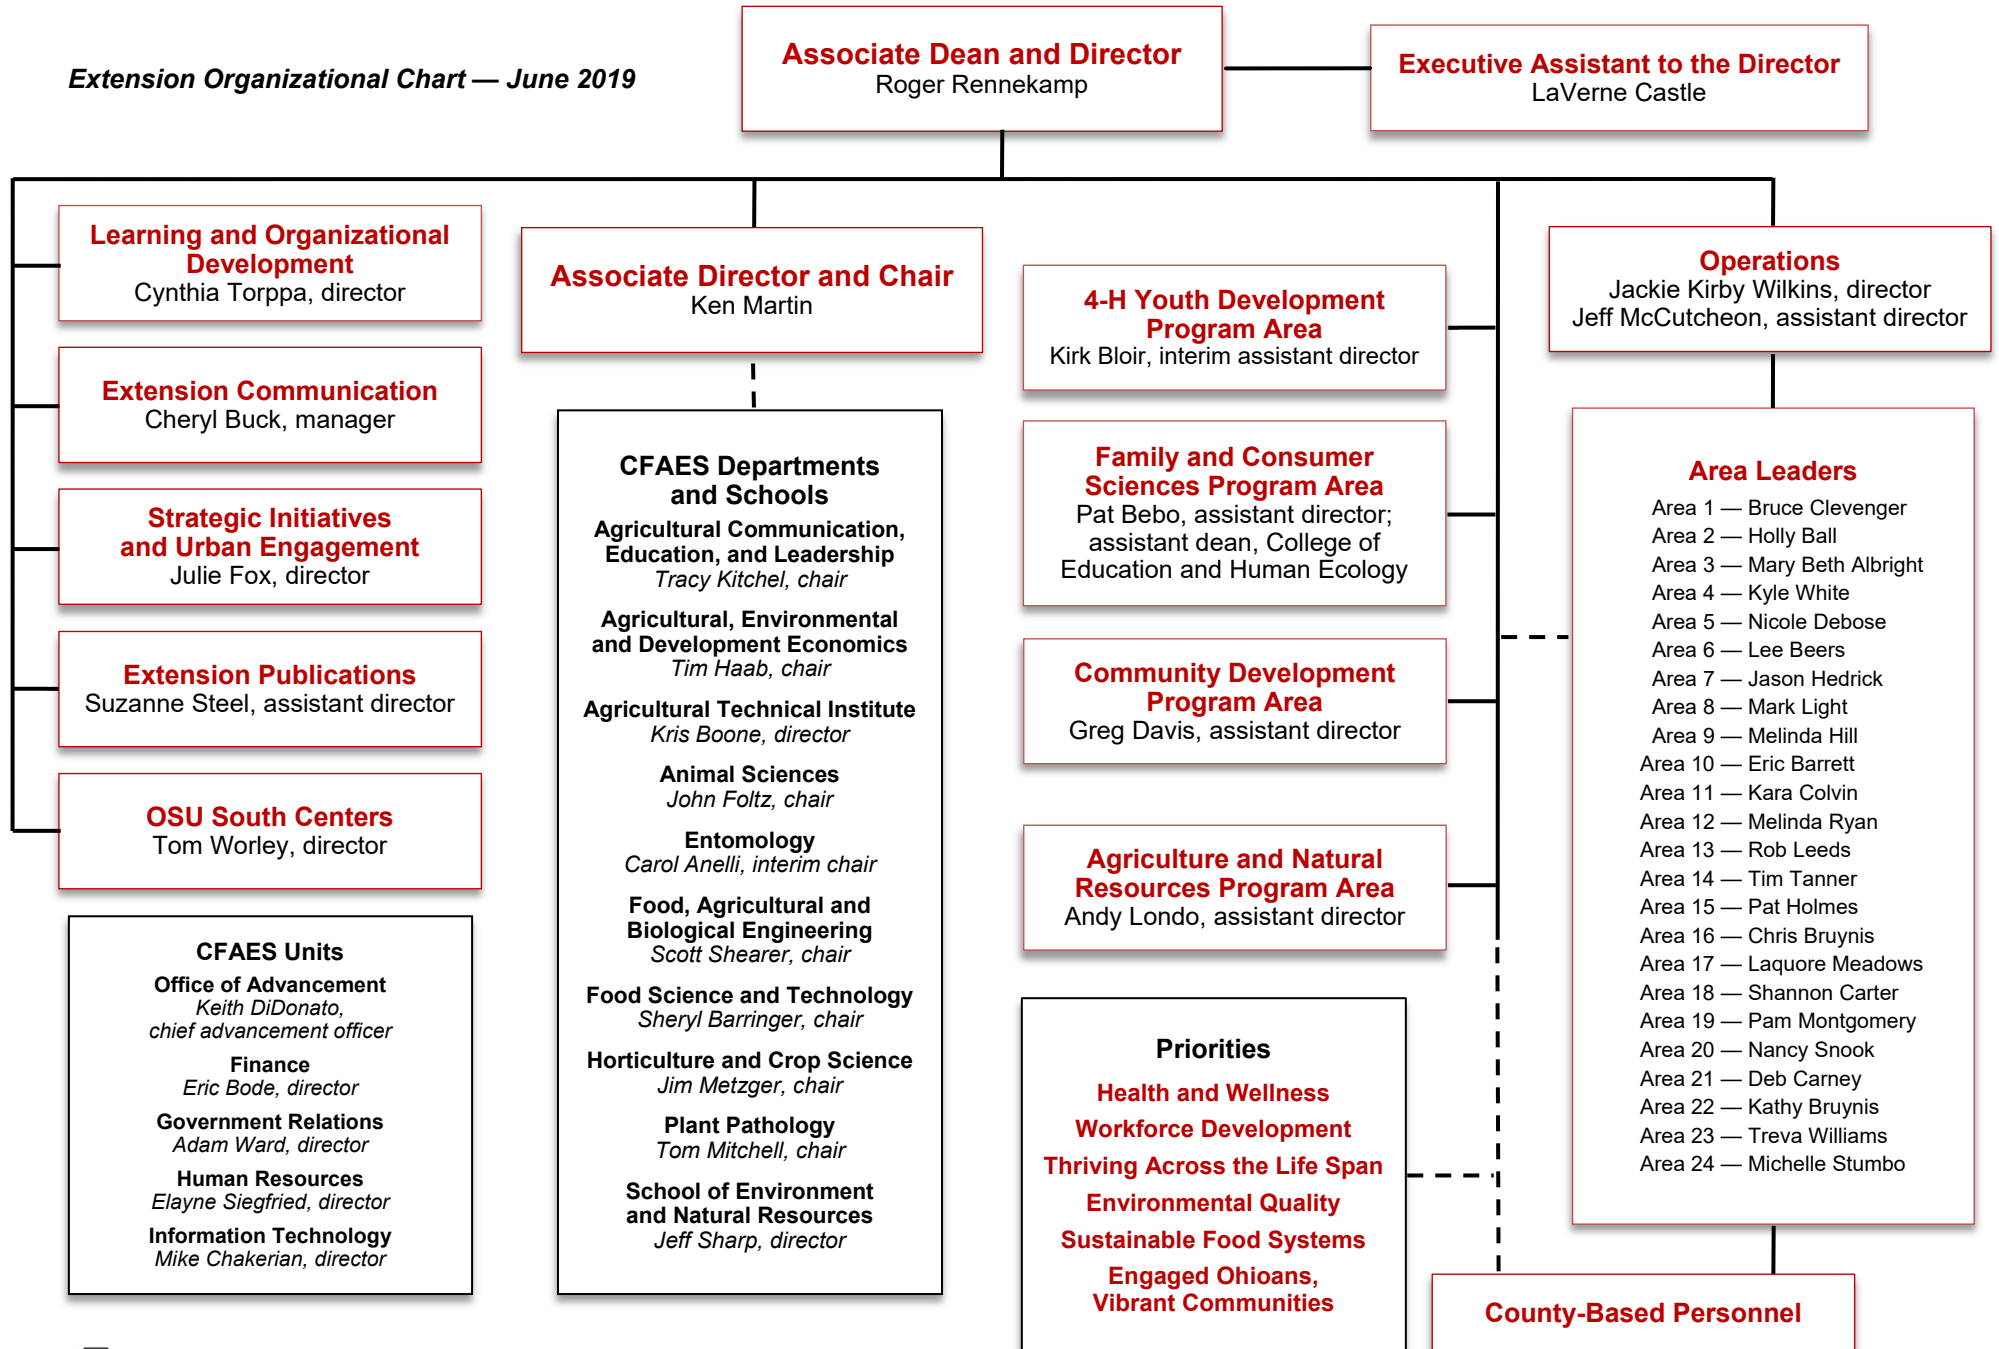 Extension Organizational Chart — June 2019
Associate Dean and Director
Roger Rennekamp
Executive Assistant to the Director
LaVerne Castle
Learning and Organizational
Development
Cynthia Torppa, director
Extension Communication
Cheryl Buck, manager
Strategic Initiatives
and Urban Engagement
Julie Fox, director
Extension Publications
Suzanne Steel, assistant director
OSU South Centers
Tom Worley, director
CFAES Units
Office of Advancement
Keith DiDonato,
chief advancement officer
Finance
Eric Bode, director
Government Relations
Adam Ward, director
Human Resources
Elayne Siegfried, director
Information Technology
Mike Chakerian, director
Associate Director and Chair
Ken Martin
CFAES Departments
and Schools
Agricultural Communication,
Education, and Leadership
Tracy Kitchel, chair
Agricultural, Environmental
and Development Economics
Tim Haab, chair
Agricultural Technical Institute
Kris Boone, director
Animal Sciences
John Foltz, chair
Entomology
Carol Anelli, interim chair
Food, Agricultural and
Biological Engineering
Scott Shearer, chair
Food Science and Technology
Sheryl Barringer, chair
Horticulture and Crop Science
Jim Metzger, chair
Plant Pathology
Tom Mitchell, chair
School of Environment
and Natural Resources
Jeff Sharp, director
4-H Youth Development
Program Area
Kirk Bloir, interim assistant director
Family and Consumer
Sciences Program Area
Pat Bebo, assistant director;
assistant dean, College of
Education and Human Ecology
Community Development
Program Area
Greg Davis, assistant director
Agriculture and Natural
Resources Program Area
Andy Londo, assistant director
Priorities
Health and Wellness
Workforce Development
Thriving Across the Life Span
Environmental Quality
Sustainable Food Systems
Engaged Ohioans,
Vibrant Communities
Operations
Jackie Kirby Wilkins, director
Jeff McCutcheon, assistant director
Area Leaders
Area 1 — Bruce Clevenger
Area 2 — Holly Ball
Area 3 — Mary Beth Albright
Area 4 — Kyle White
Area 5 — Nicole Debose
Area 6 — Lee Beers
Area 7 — Jason Hedrick
Area 8 — Mark Light
Area 9 — Melinda Hill
Area 10 — Eric Barrett
Area 11 — Kara Colvin
Area 12 — Melinda Ryan
Area 13 — Rob Leeds
Area 14 — Tim Tanner
Area 15 — Pat Holmes
Area 16 — Chris Bruynis
Area 17 — Laquore Meadows
Area 18 — Shannon Carter
Area 19 — Pam Montgomery
Area 20 — Nancy Snook
Area 21 — Deb Carney
Area 22 — Kathy Bruynis
Area 23 — Treva Williams
Area 24 — Michelle Stumbo
County-Based Personnel